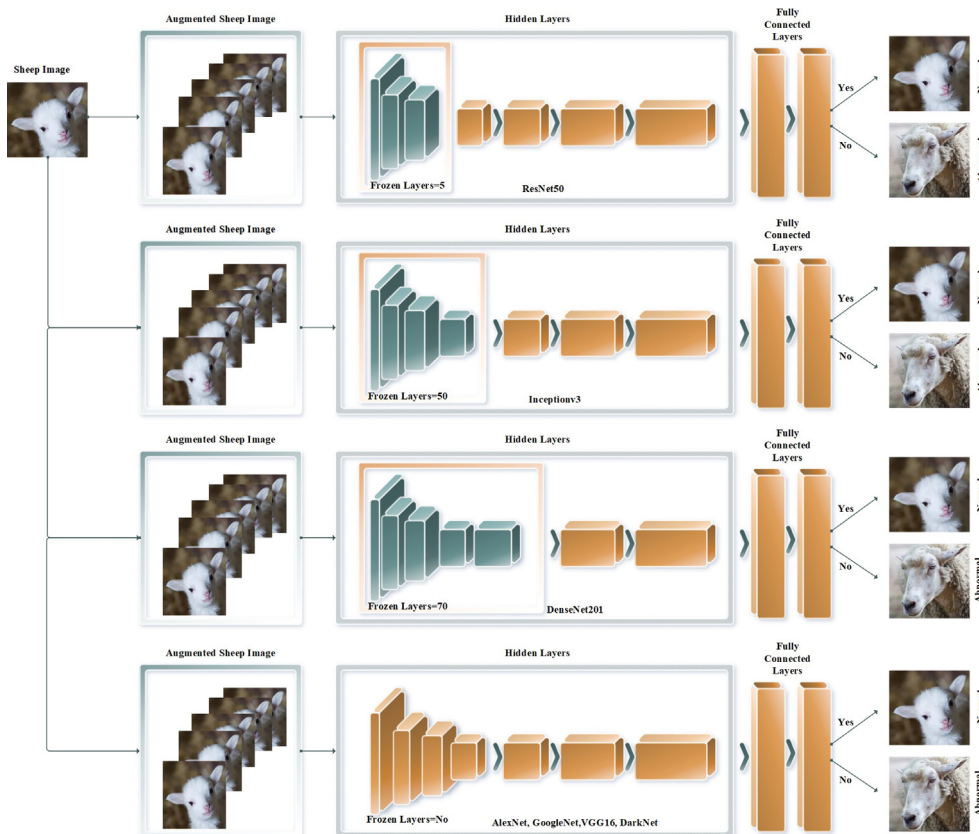 Augmented Sheep Image
Hidden Layers
Fully
Connected
Layers
Sheep Image
Yes
No
Frozen Layers=5
ResNet50
Augmented Sheep Image
Hidden Layers
Fully
Connected
Layers
Yes
No
Frozen Layers=50
Inceptionv3
Augmented Sheep Image
Hidden Layers
Fully
Connected
Layers
Yes
No
Abnormal
Frozen Layers=70
DenseNet201
Augmented Sheep Image
Hidden Layers
Fully
Connected
Layers
Yes
No
Abnormal
Frozen Layers=No
AlexNet, GoogleNet,VGG16, DarkNet